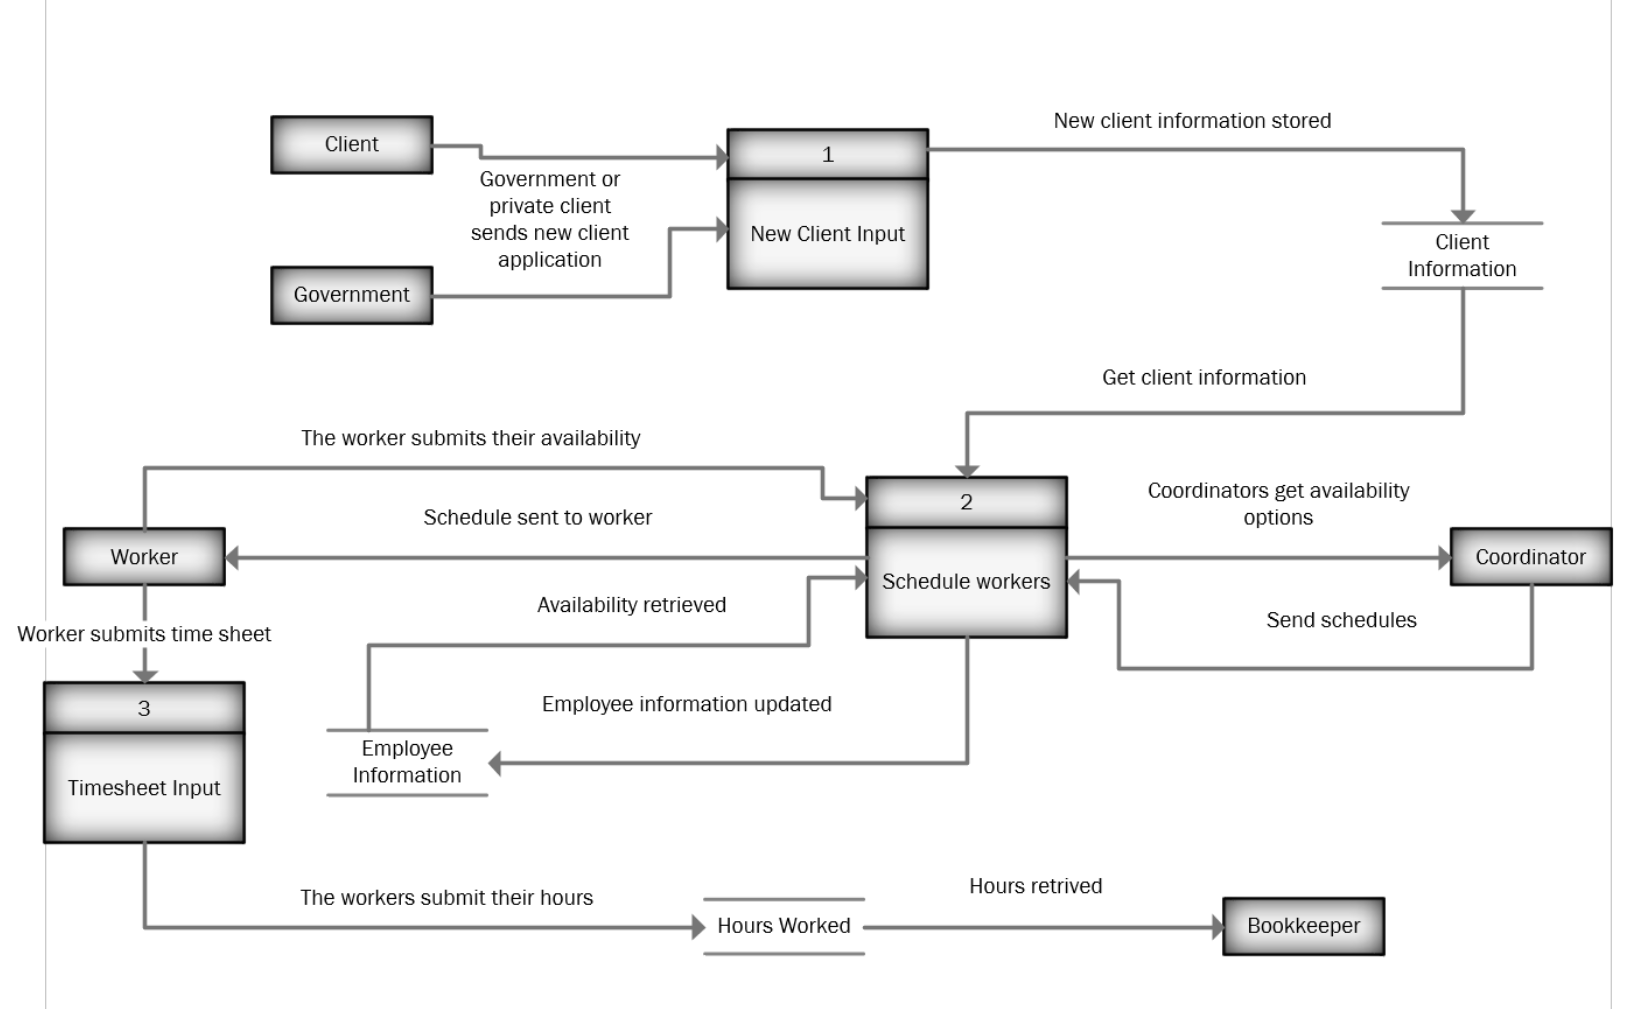 Client
1
New client information stored
Government or
private client
sends new client
application
New Client Input
Client
Information
Government
Get client information
The worker submits their availability
2
Coordinators get availability
options
Schedule sent to worker
Worker
Schedule workers
Coordinator
Availability retrieved
Send schedules
Worker submits time sheet
3
Employee information updated
Employee
Information
Timesheet Input
The workers submit their hours
Hours retrived
Hours Worked
Bookkeeper